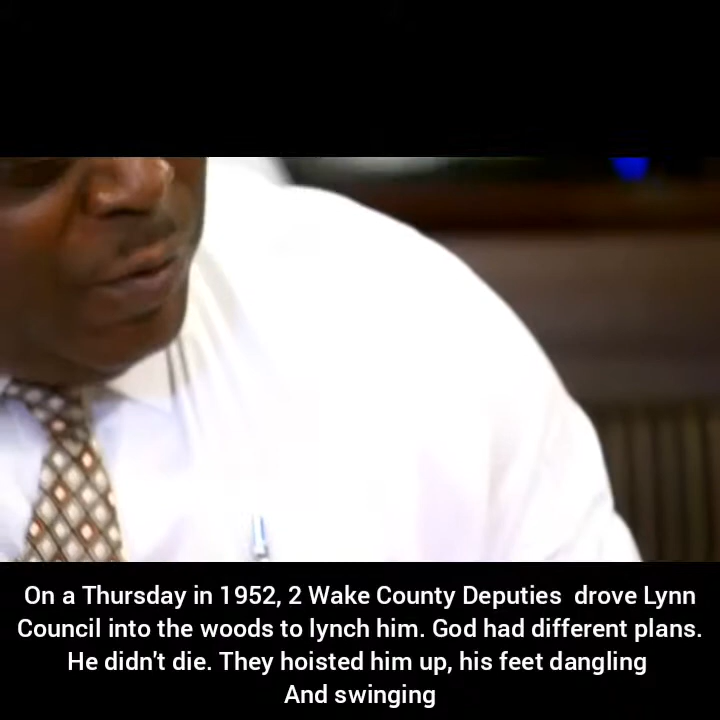 On a Thursday in 1952, 2 Wake County Deputies  drove Lynn
Council into the woods to lynch him. God had different plans.
He didn't die. They hoisted him up, his feet dangling
And swinging